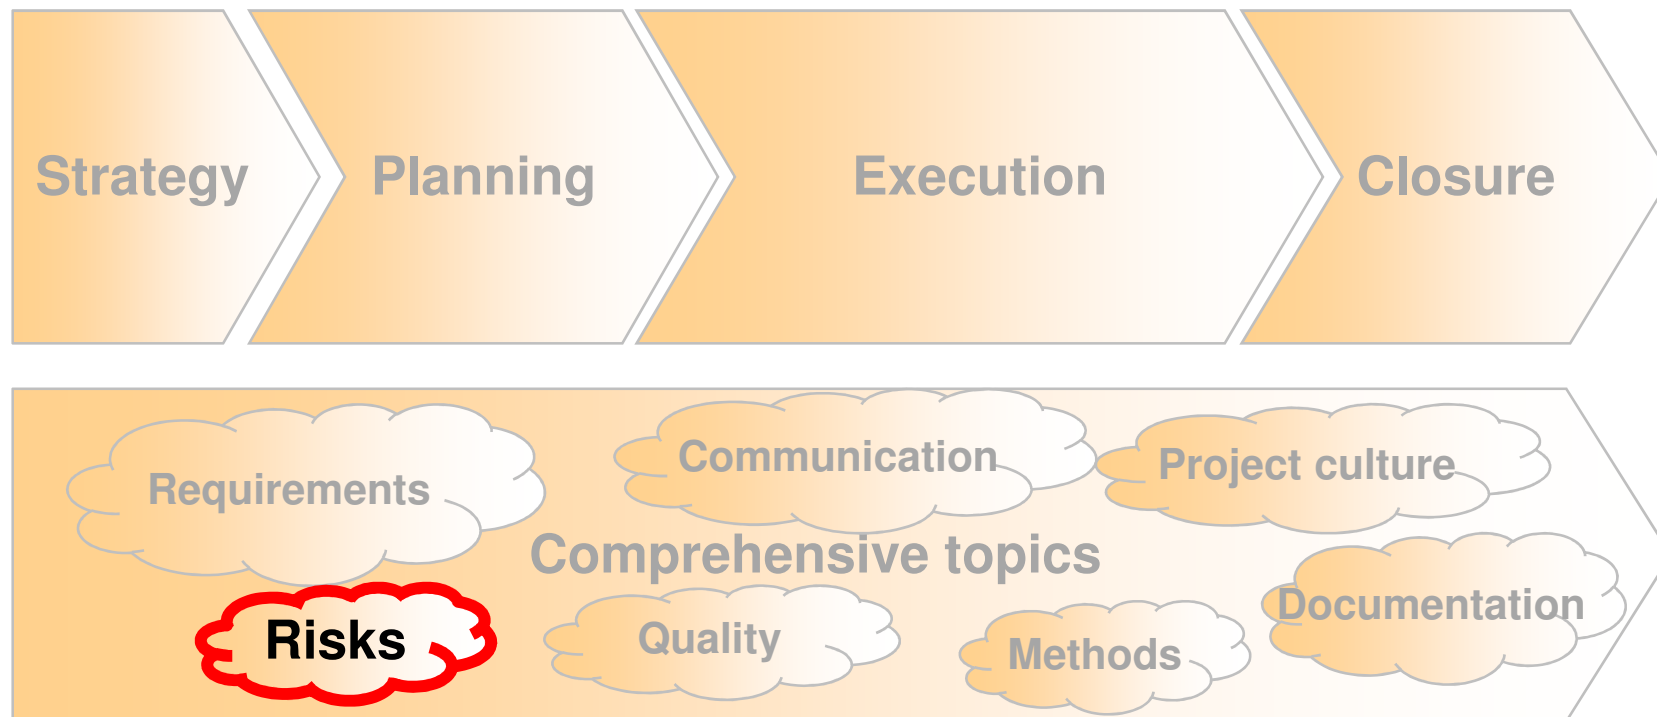 Strategy
Planning
Execution
Closure
Requirements
Communication
Project culture
Comprehensive topics
Risks
Quality
Methods
Documentation